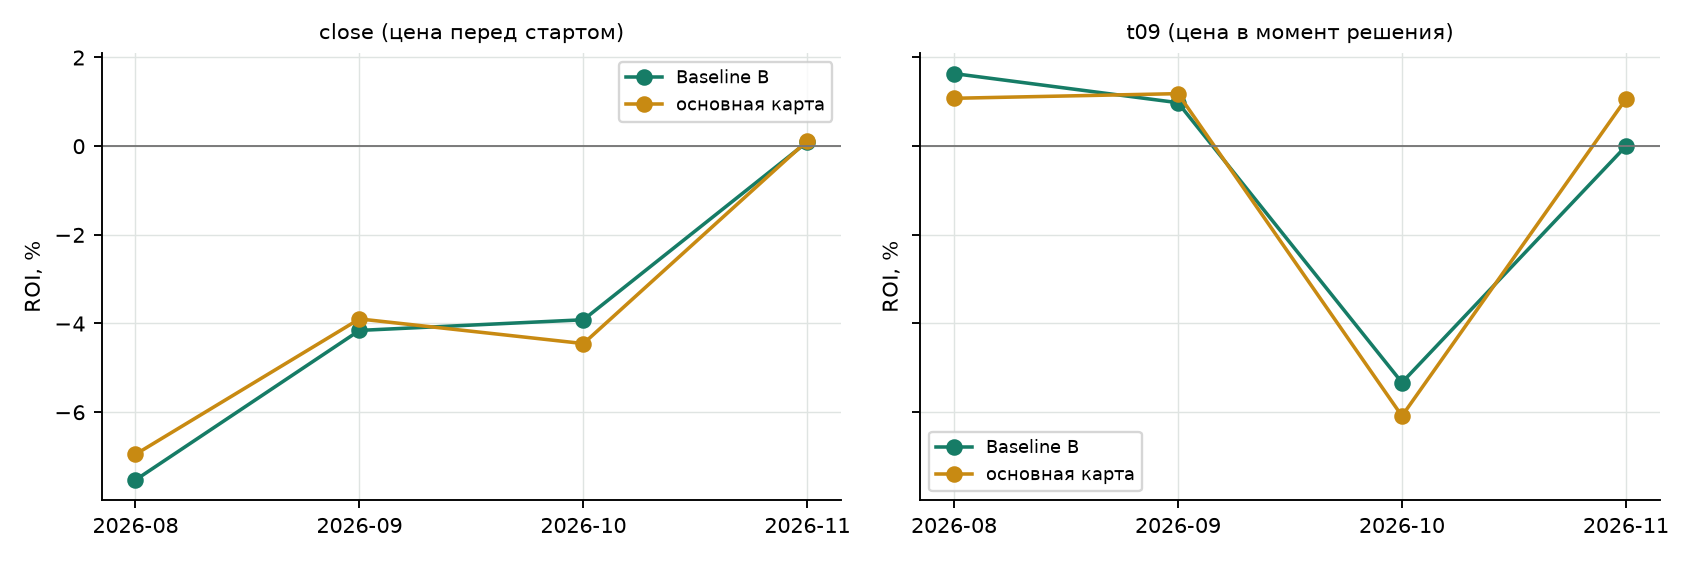 close (цена перед стартом)
ROI, %
2
0
−2
−4
−6
Baseline B
основная карта
2026-08
2026-09
2026-10
2026-11
t09 (цена в момент решения)
ROI, %
Baseline B
основная карта
2026-08
2026-09
2026-10
2026-11